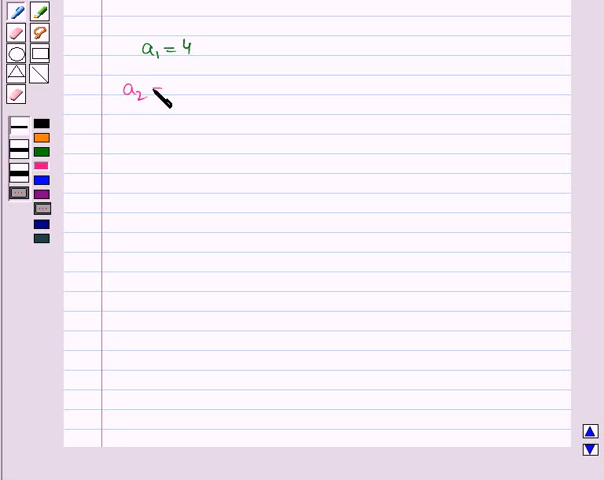 a₁ = 4
a₂ -